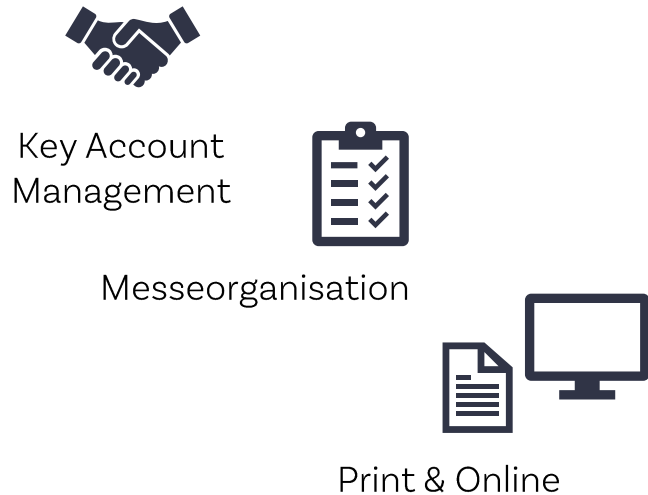 Key Account
Management
Messeorganisation
Print & Online